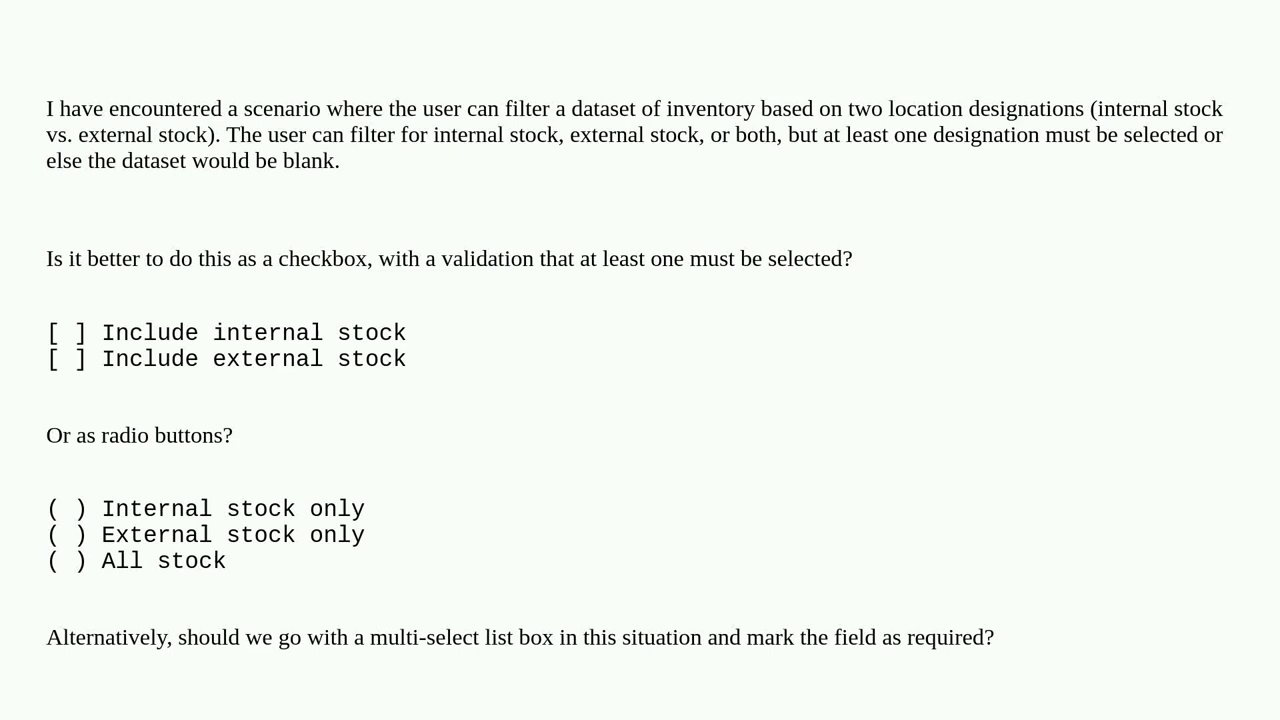 I have encountered a scenario where the user can filter a dataset of inventory based on two location designations (internal stock
vs. external stock). The user can filter for internal stock, external stock, or both, but at least one designation must be selected or
else the dataset would be blank.
Is it better to do this as a checkbox, with a validation that at least one must be selected?
[ ] Include internal stock
[ ] Include external stock
Or as radio buttons?
( ) Internal stock only
( ) External stock only
( ) All stock
Alternatively, should we go with a multi-select list box in this situation and mark the field as required?